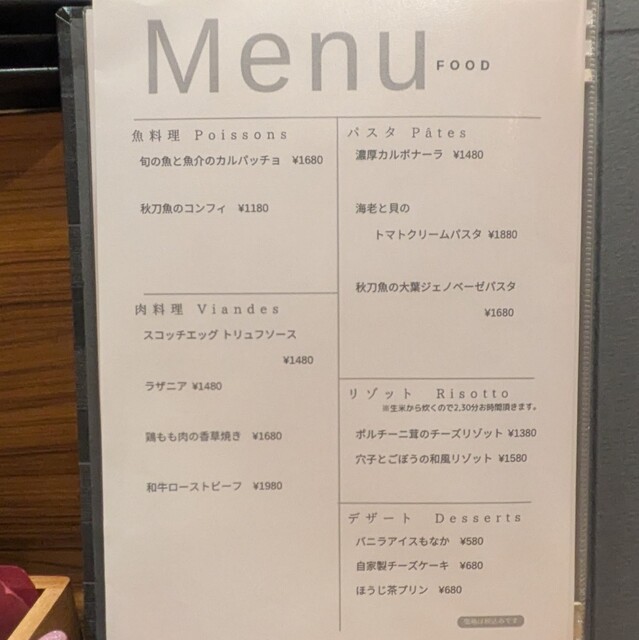 Menu FOOD
魚料理 Poissons
旬の魚と魚介のカルパッチョ ¥1680
秋刀魚のコンフィ ¥1180
肉料理 Viandes
スコッチエッグ トリュフソース
¥1480
ラザニア ¥1480
鶏もも肉の香草焼き ¥1680
和牛ローストビーフ ¥1980
パスタ Pâtes
濃厚カルボナーラ ¥1480
海老と貝の
トマトクリームパスタ ¥1880
秋刀魚の大葉ジェノベーゼパスタ
¥1680
リゾット Risotto
※生米から炊くので2,30分お時間頂きます。
ポルチーニ茸のチーズリゾット ¥1380
穴子とごぼうの和風リゾット ¥1580
デザート Desserts
バニラアイスもなか ¥580
自家製チーズケーキ ¥680
ほうじ茶プリン ¥680